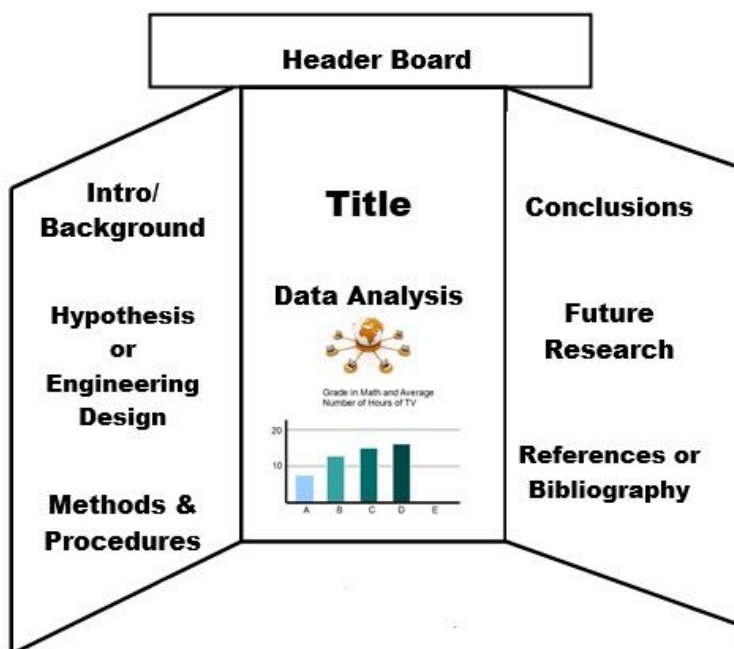 Header Board
Intro/
Background
Hypothesis
or
Engineering
Design
Methods &
Procedures
Title
Data Analysis
Grade in Math and Average
Number of Hours of TV
20
10
A B C D E
Conclusions
Future
Research
References or
Bibliography